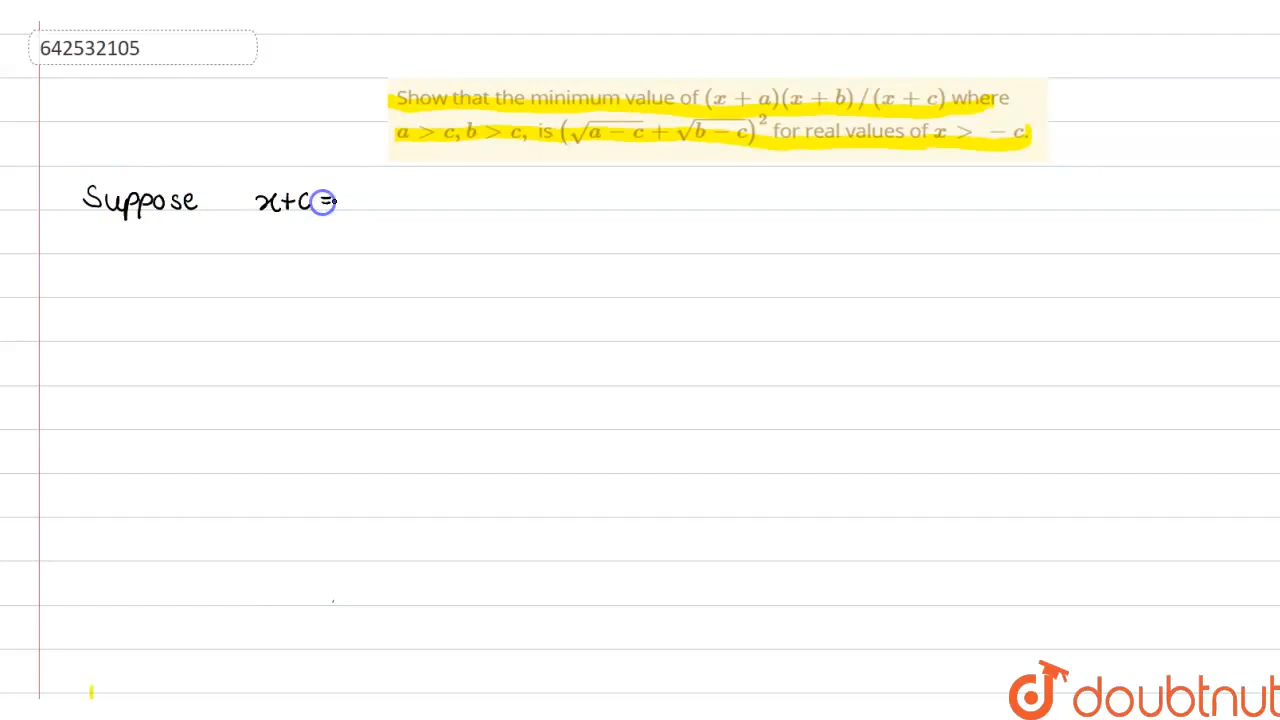 642532105
Show that the minimum value of (x + a)(x + b)/(x + c) where
a > c, b > c, is (√a − c + √b − c)² for real values of x > − c.
Suppose x+c =
doubtnut